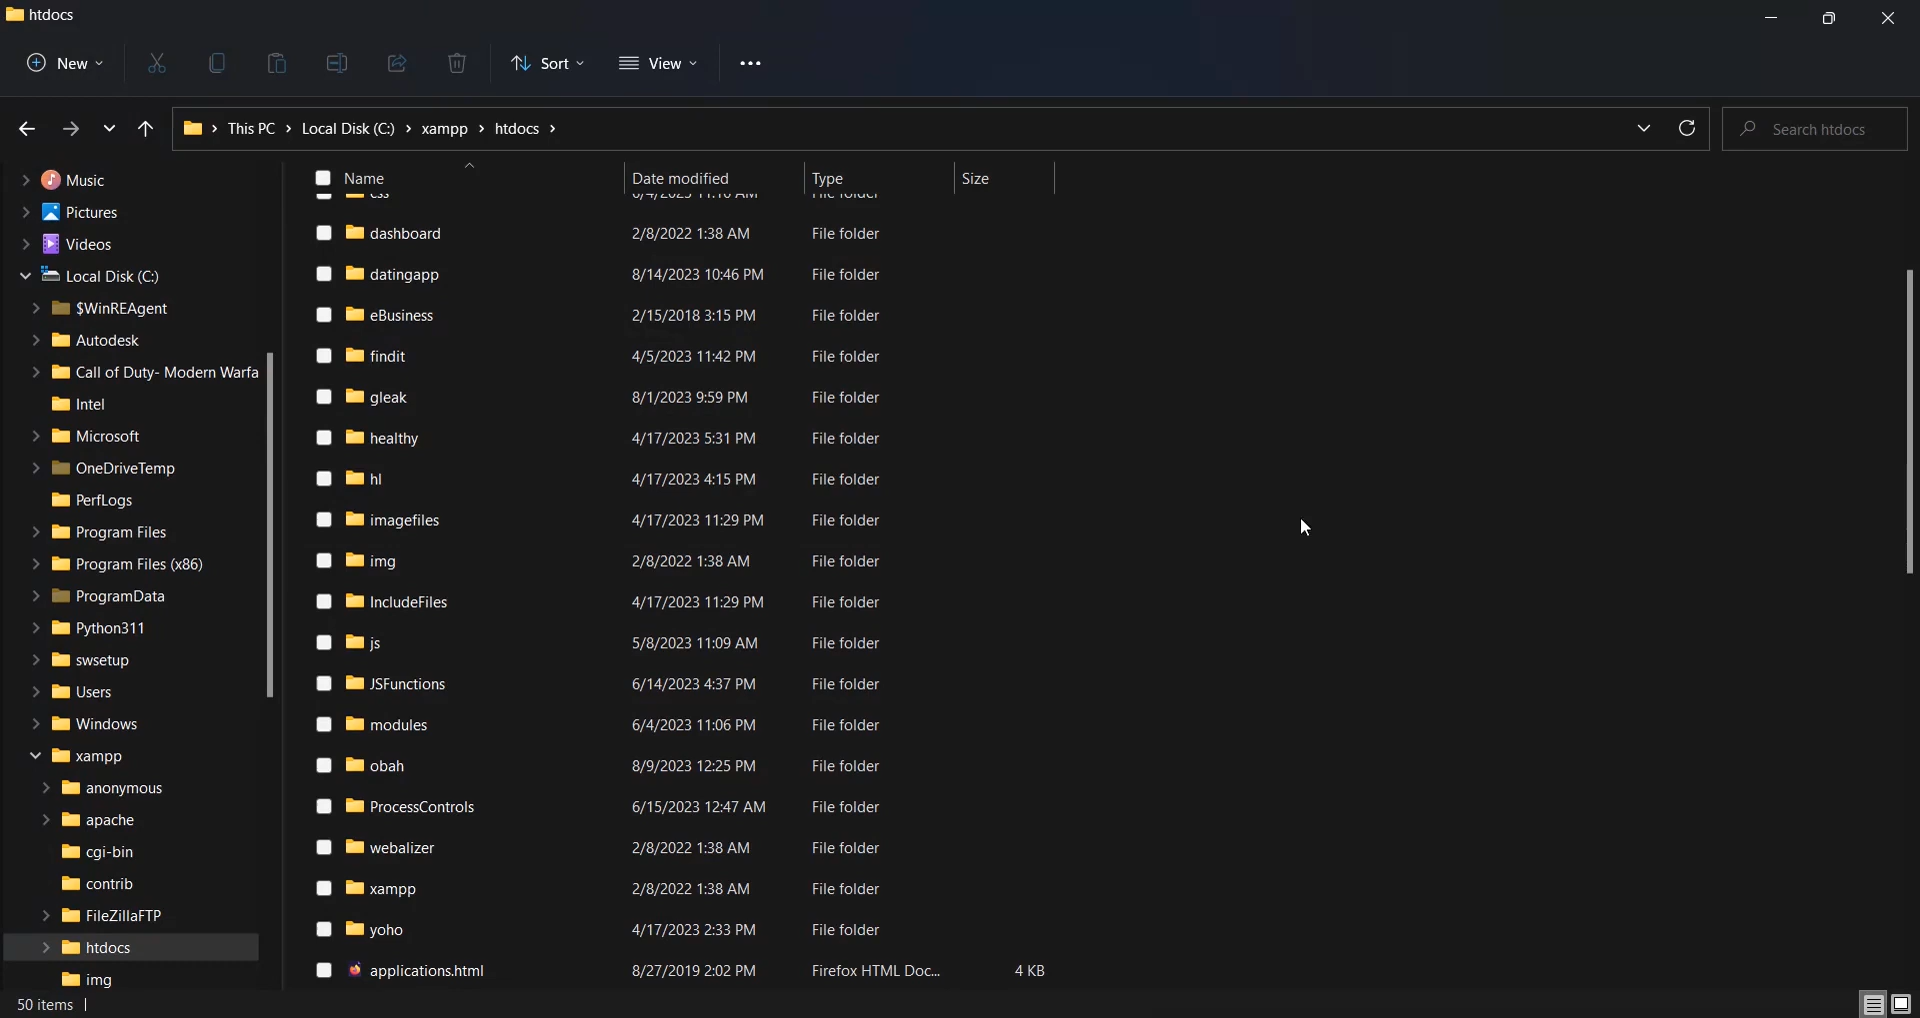 htdocs
New Sort View
This PC Local Disk (C:) xampp htdocs Search htdocs
Music
Pictures
Videos
Local Disk (C:)
$WinREAgent
Autodesk
Call of Duty- Modern Warfa
Intel
Microsoft
OneDriveTemp
PerfLogs
Program Files
Program Files (x86)
ProgramData
Python311
swsetup
Users
Windows
xampp
anonymous
apache
cgi-bin
contrib
FileZillaFTP
htdocs
img
Name Date modified Type Size
css 6/4/2023 11:10 AM File folder
dashboard 2/8/2022 1:38 AM File folder
datingapp 8/14/2023 10:46 PM File folder
eBusiness 2/15/2018 3:15 PM File folder
findit 4/5/2023 11:42 PM File folder
gleak 8/1/2023 9:59 PM File folder
healthy 4/17/2023 5:31 PM File folder
hl 4/17/2023 4:15 PM File folder
imagefiles 4/17/2023 11:29 PM File folder
img 2/8/2022 1:38 AM File folder
IncludeFiles 4/17/2023 11:29 PM File folder
js 5/8/2023 11:09 AM File folder
JSFunctions 6/14/2023 4:37 PM File folder
modules 6/4/2023 11:06 PM File folder
obah 8/9/2023 12:25 PM File folder
ProcessControls 6/15/2023 12:47 AM File folder
webalizer 2/8/2022 1:38 AM File folder
xampp 2/8/2022 1:38 AM File folder
yoho 4/17/2023 2:33 PM File folder
applications.html 8/27/2019 2:02 PM Firefox HTML Doc... 4 KB
50 items